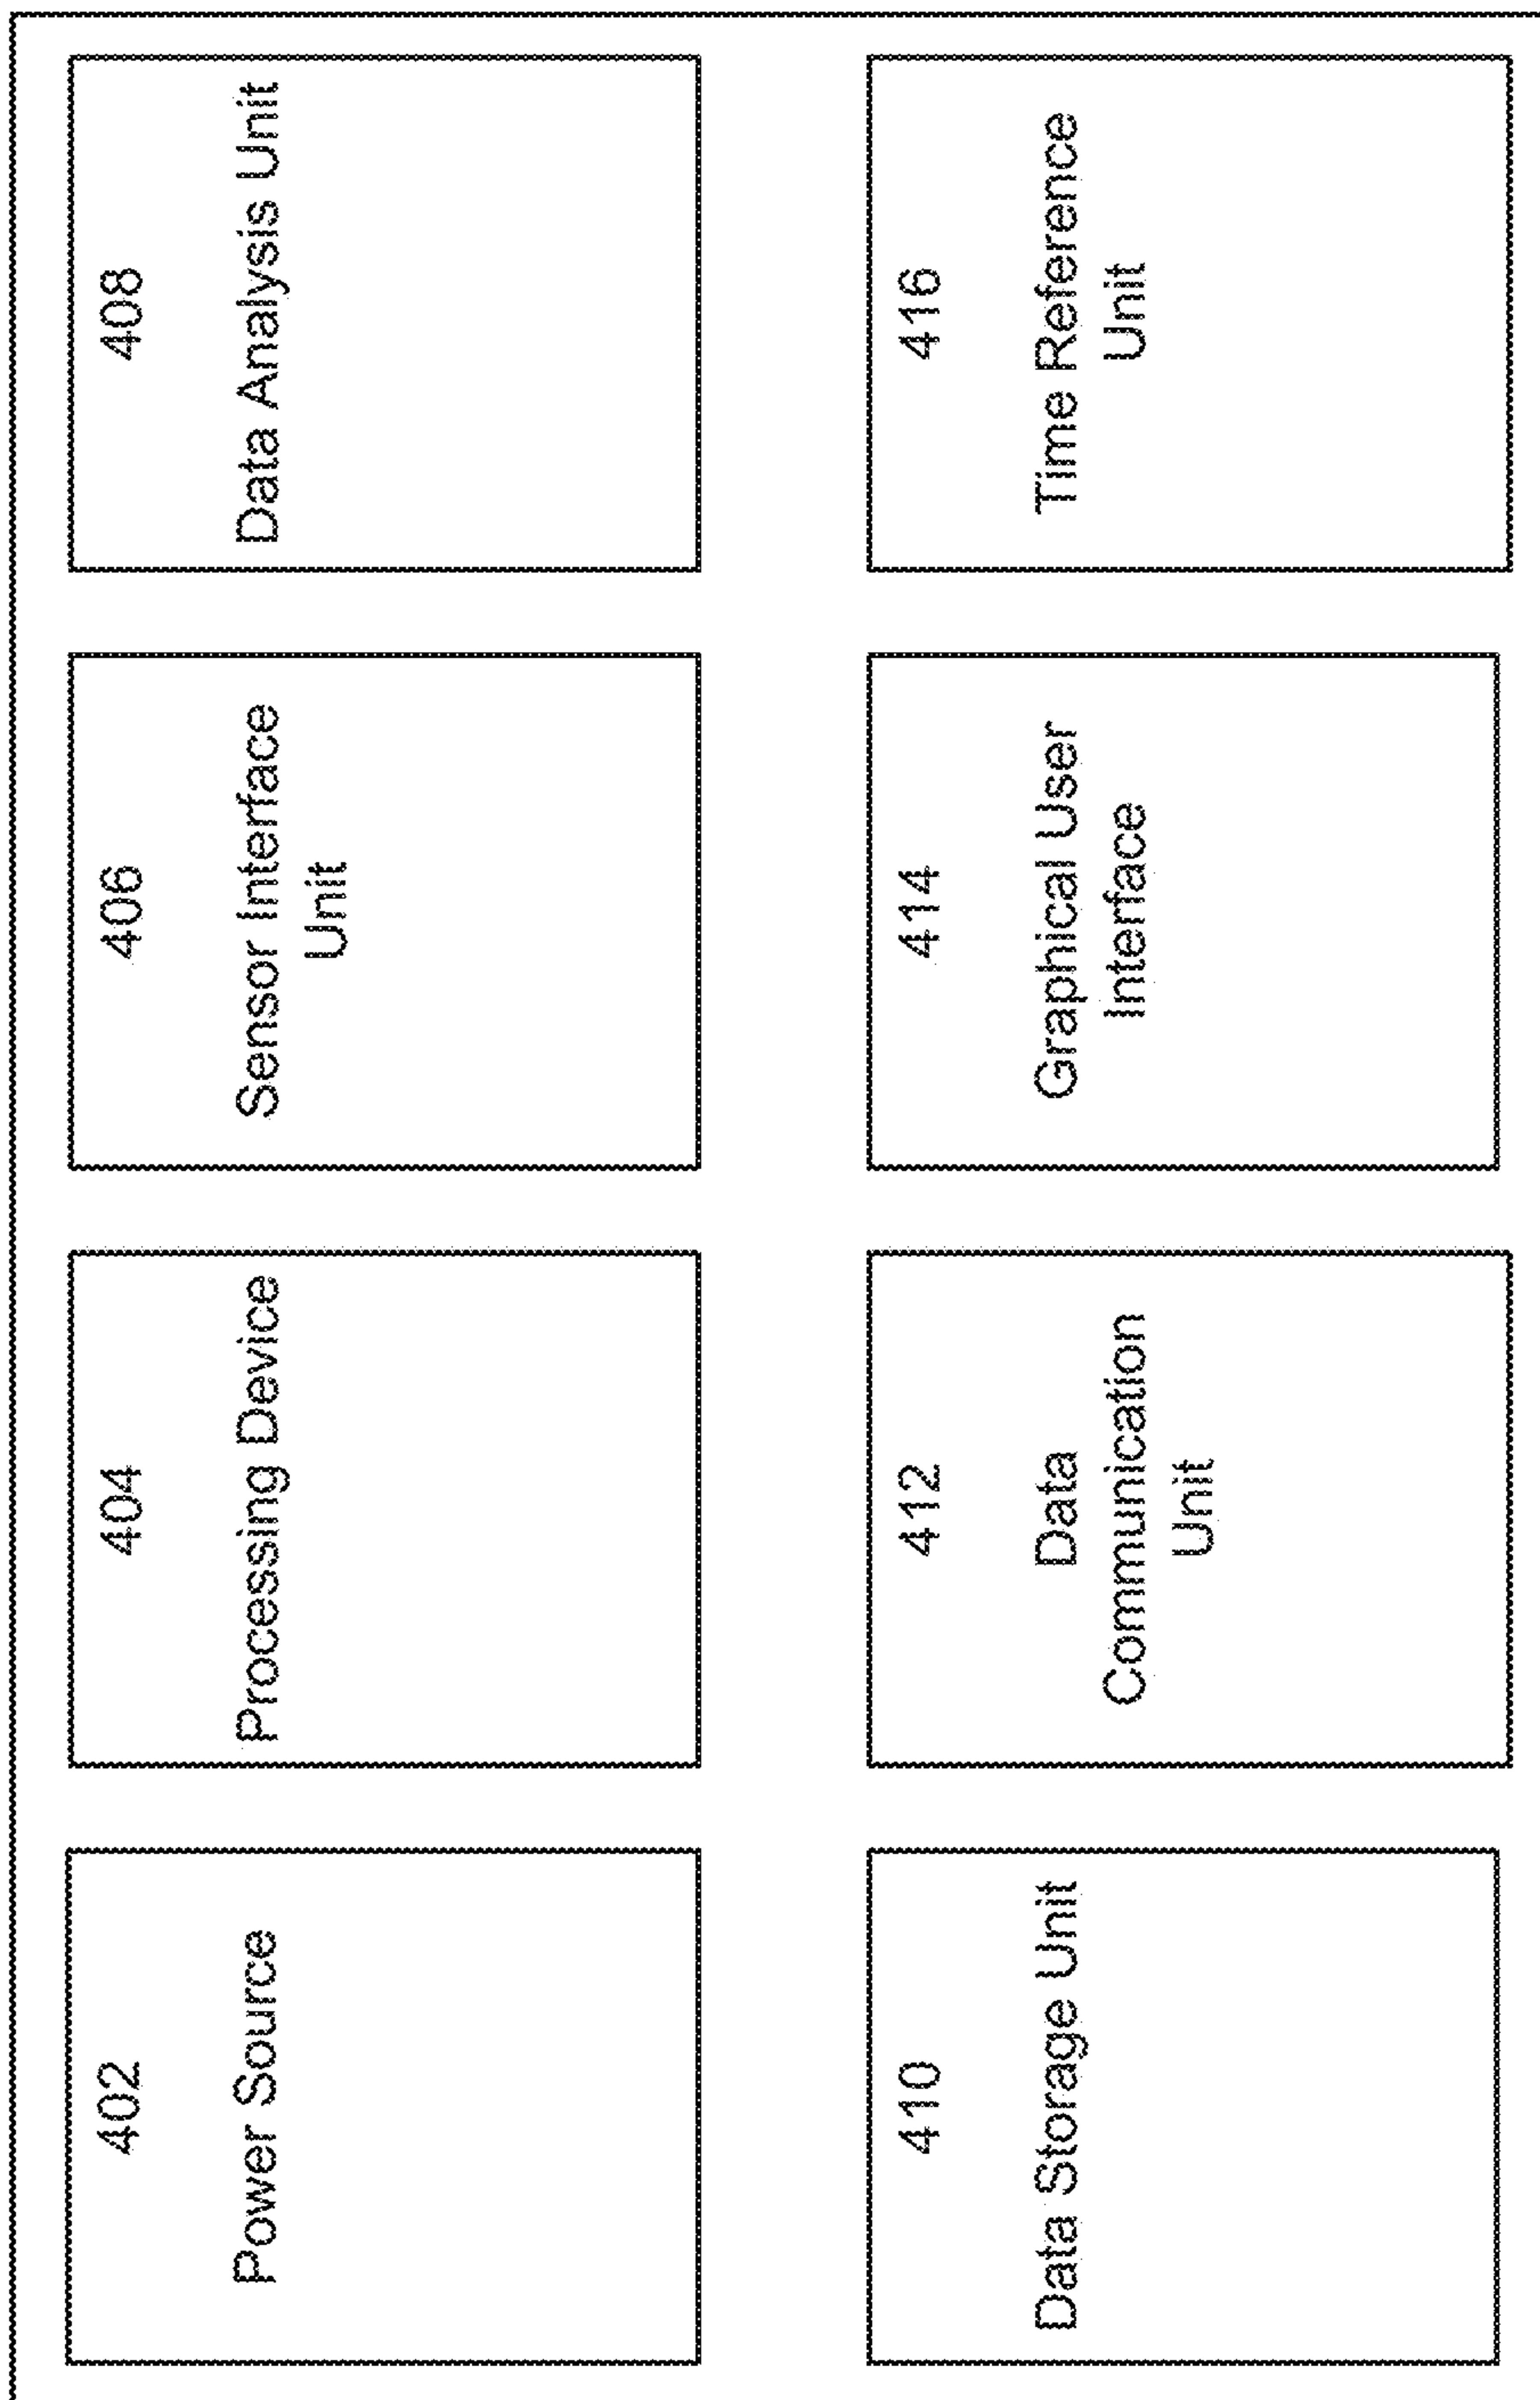 402
Power Source
404
Processing Device
406
Sensor Interface
Unit
408
Data Analysis Unit
410
Data Storage Unit
412
Data
Communication
Unit
414
Graphical User
Interface
416
Time Reference
Unit